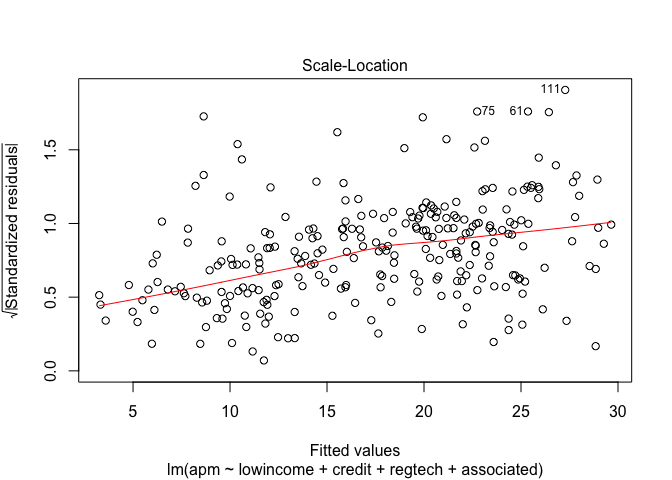 Scale-Location
√|Standardized residuals|
0.0 0.5 1.0 1.5
111
75 61
5 10 15 20 25 30
Fitted values
lm(apm ~ lowincome + credit + regtech + associated)